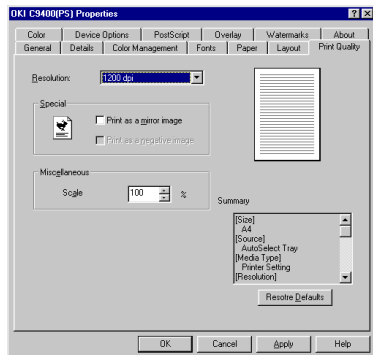 OKI C9400(PS) Properties
Color Device Options PostScript Overlay Watermarks About
General Details Color Management Fonts Paper Layout Print Quality
Resolution: 1200 dpi
Special
Print as a mirror image
Print as a negative image
Miscellaneous
Scale 100 %
Summary
[Size]
A4
[Source]
AutoSelect Tray
[Media Type]
Printer Setting
[Resolution]
Resotre Defaults
OK Cancel Apply Help